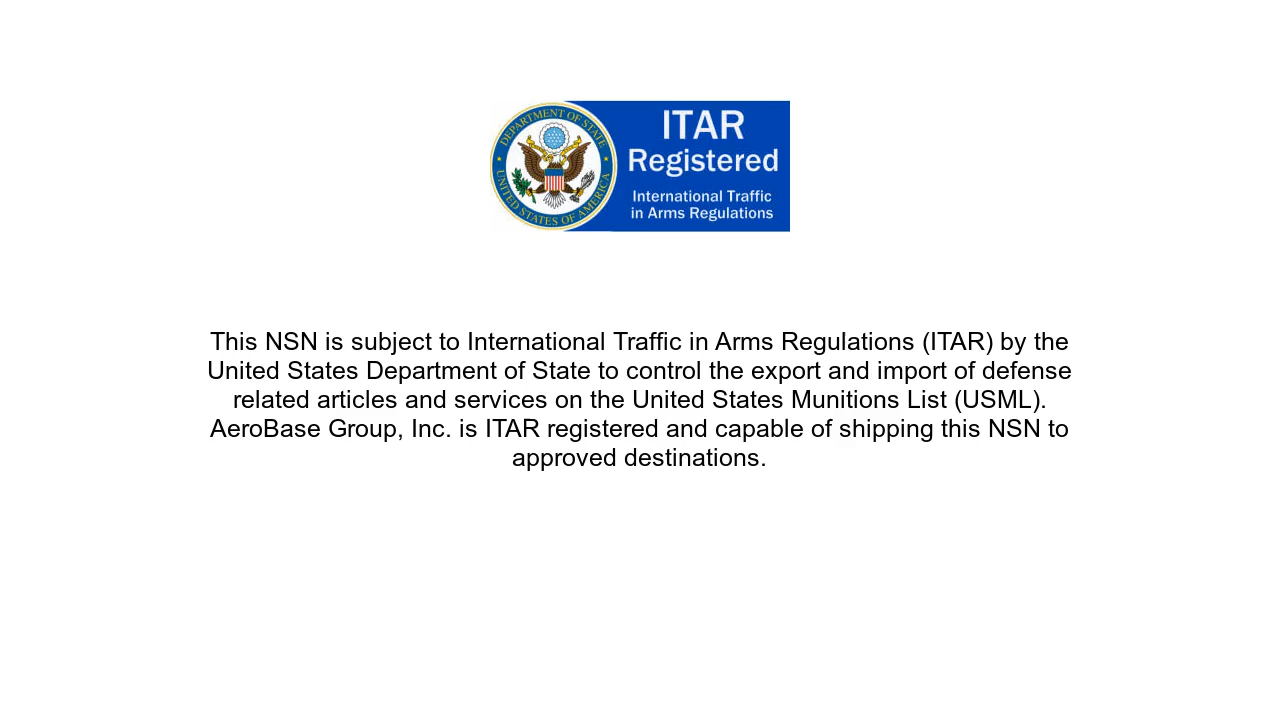 DEPARTMENT OF STATE
UNITED STATES OF AMERICA
ITAR
Registered
International Traffic
in Arms Regulations
This NSN is subject to International Traffic in Arms Regulations (ITAR) by the
United States Department of State to control the export and import of defense
related articles and services on the United States Munitions List (USML).
AeroBase Group, Inc. is ITAR registered and capable of shipping this NSN to
approved destinations.